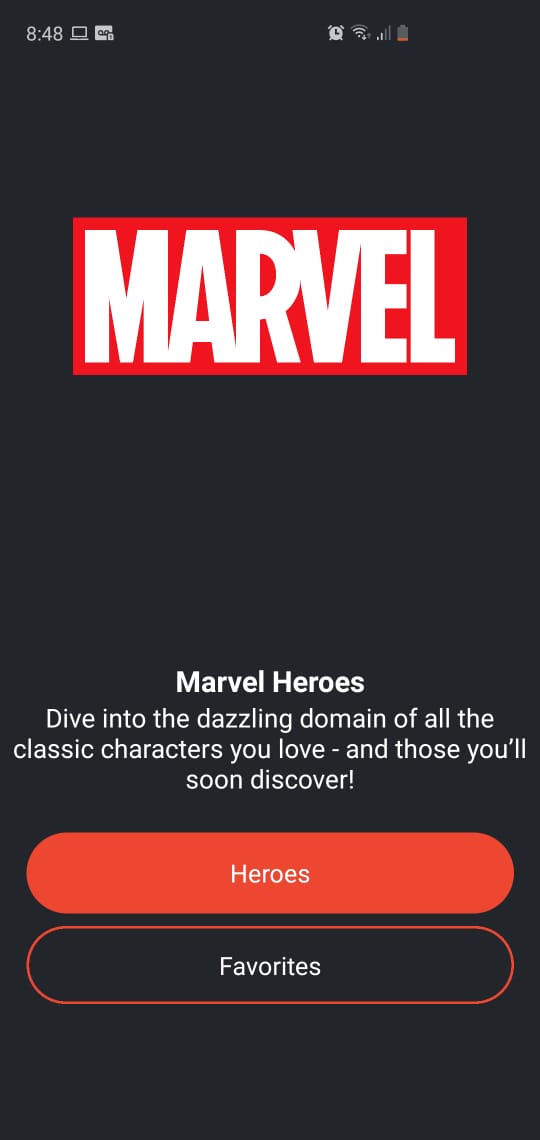 8:48
MARVEL
Marvel Heroes
Dive into the dazzling domain of all the
classic characters you love - and those you’ll
soon discover!
Heroes
Favorites